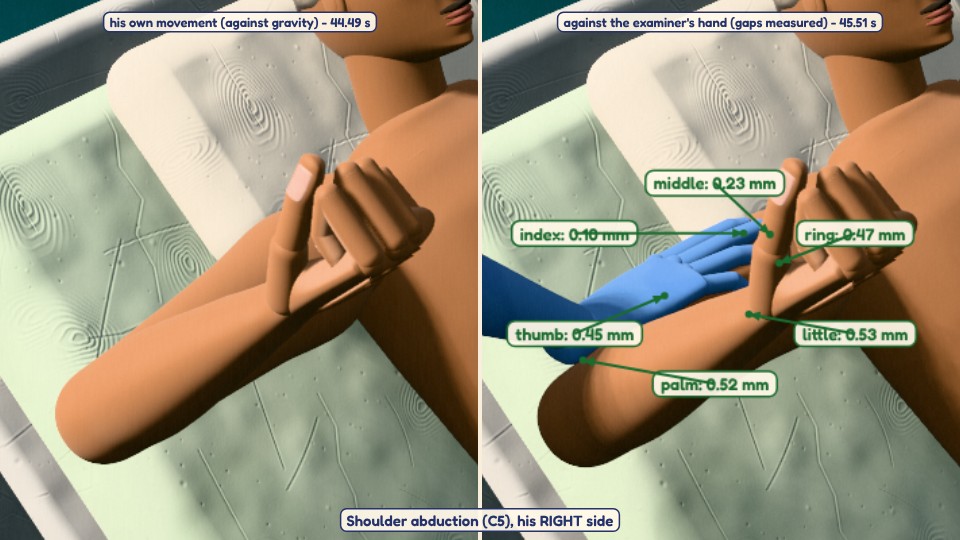 his own movement (against gravity) - 44.49 s
against the examiner's hand (gaps measured) - 45.51 s
middle: 0.23 mm
index: 0.10 mm
ring: 0.47 mm
thumb: 0.45 mm
little: 0.53 mm
palm: 0.52 mm
Shoulder abduction (C5), his RIGHT side